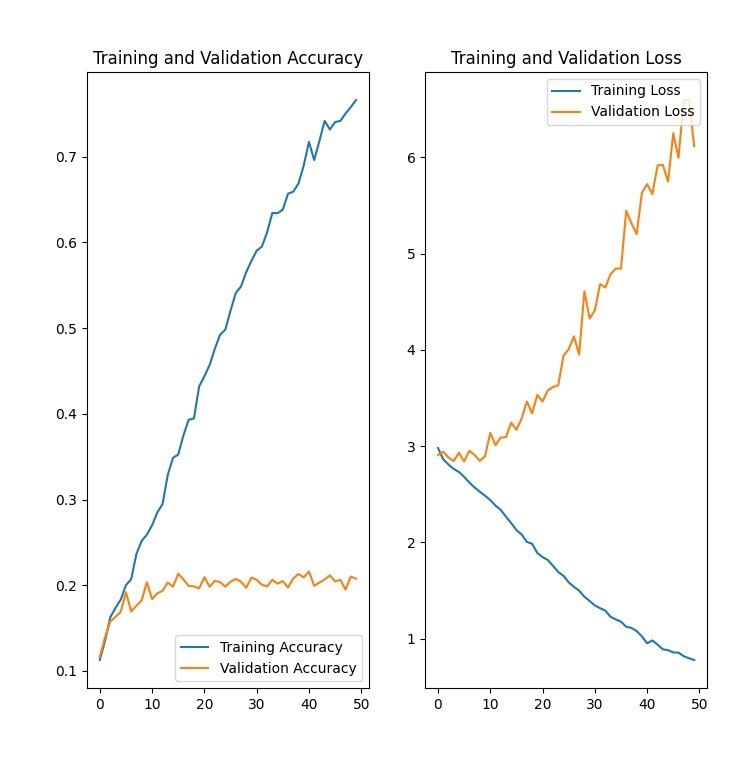 Training and Validation Accuracy
0.7
0.6
0.5
0.4
0.3
0.2
0.1
0 10 20 30 40 50
Training Accuracy
Validation Accuracy
Training and Validation Loss
6
5
4
3
2
1
0 10 20 30 40 50
Training Loss
Validation Loss